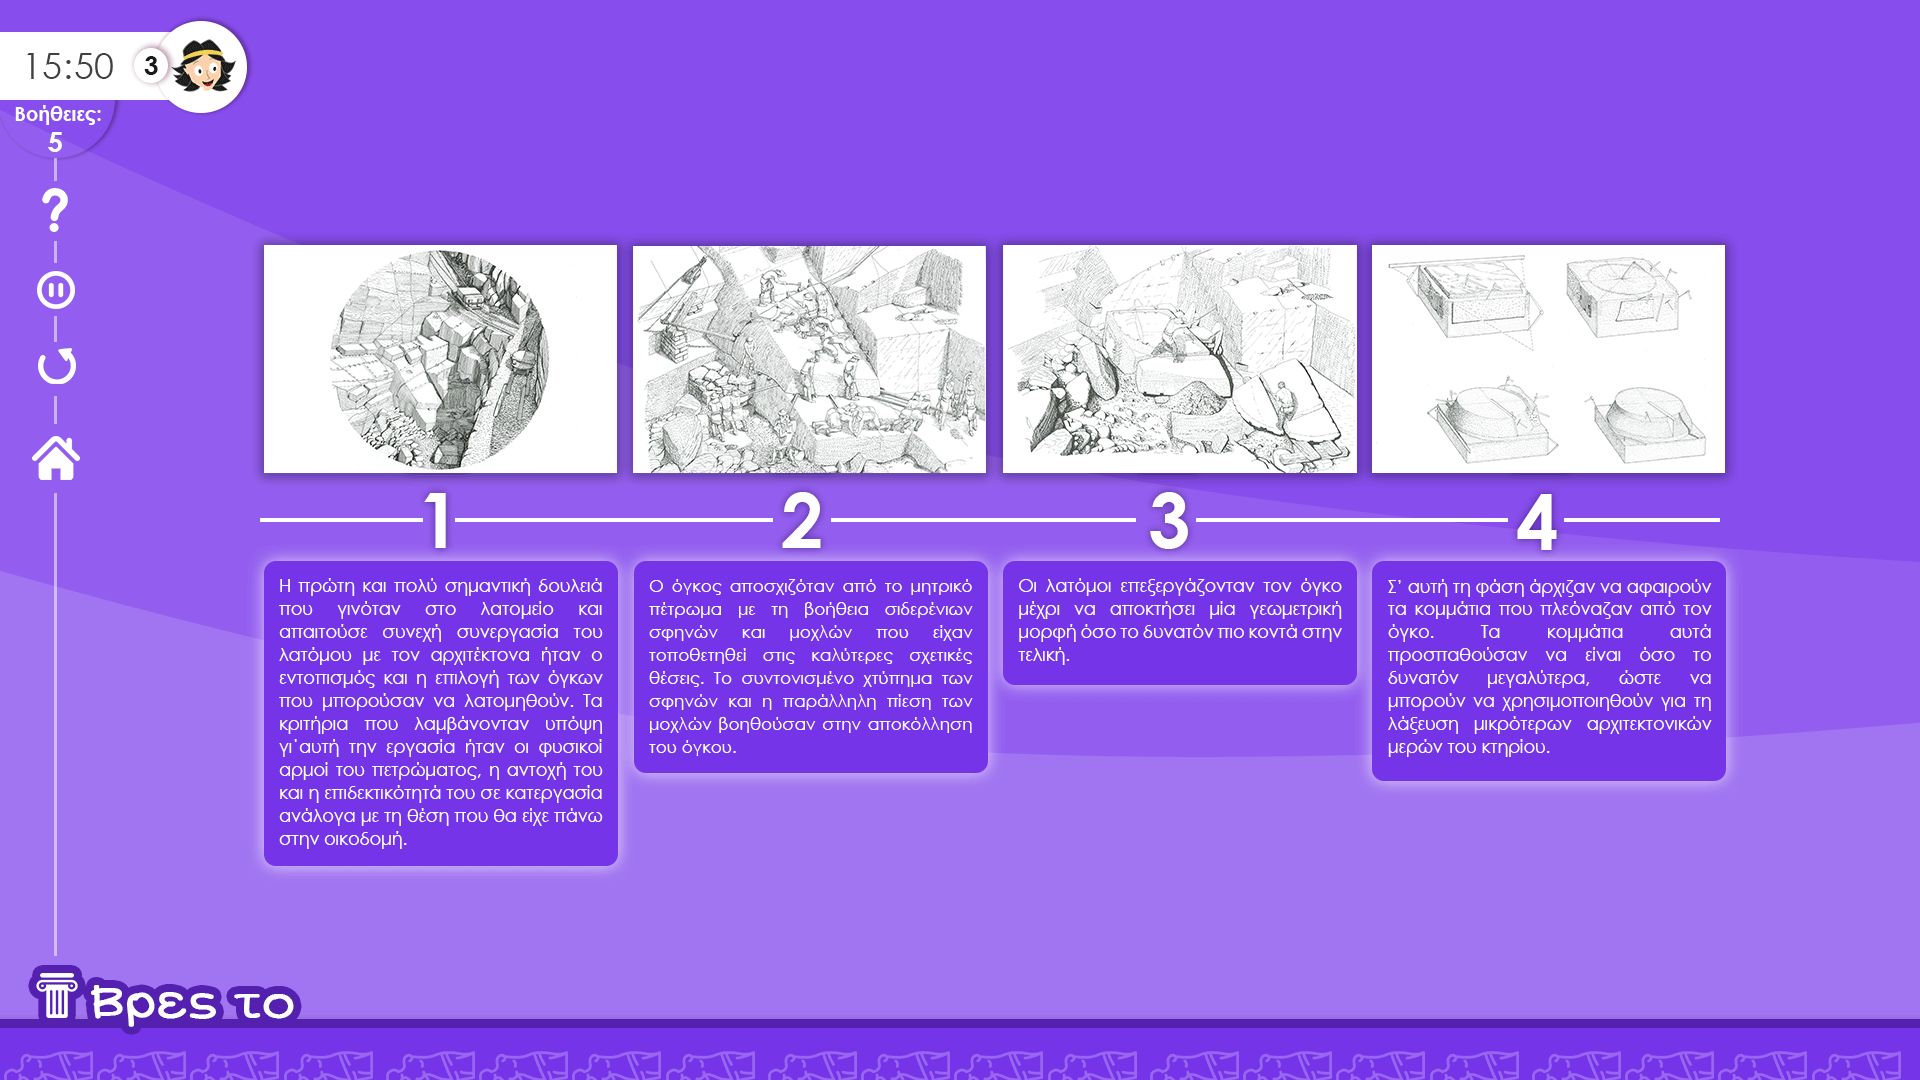 15:50
3
Βοήθειες:
5
1
2
3
4
Η πρώτη και πολύ σημαντική δουλειά
που γινόταν στο λατομείο και
απαιτούσε συνεχή συνεργασία του
λατόμου με τον αρχιτέκτονα ήταν ο
εντοπισμός και η επιλογή των όγκων
που μπορούσαν να λατομηθούν. Τα
κριτήρια που λαμβάνονταν υπόψη
γι΄αυτή την εργασία ήταν οι φυσικοί
αρμοί του πετρώματος, η αντοχή του
και η επιδεκτικότητά του σε κατεργασία
ανάλογα με τη θέση που θα είχε πάνω
στην οικοδομή.
Ο όγκος αποσχιζόταν από το μητρικό
πέτρωμα με τη βοήθεια σιδερένιων
σφηνών και μοχλών που είχαν
τοποθετηθεί στις καλύτερες σχετικές
θέσεις. Το συντονισμένο χτύπημα των
σφηνών και η παράλληλη πίεση των
μοχλών βοηθούσαν στην αποκόλληση
του όγκου.
Οι λατόμοι επεξεργάζονταν τον όγκο
μέχρι να αποκτήσει μία γεωμετρική
μορφή όσο το δυνατόν πιο κοντά στην
τελική.
Σ’ αυτή τη φάση άρχιζαν να αφαιρούν
τα κομμάτια που πλεόναζαν από τον
όγκο. Τα κομμάτια αυτά
προσπαθούσαν να είναι όσο το
δυνατόν μεγαλύτερα, ώστε να
μπορούν να χρησιμοποιηθούν για τη
λάξευση μικρότερων αρχιτεκτονικών
μερών του κτηρίου.
Βρες το